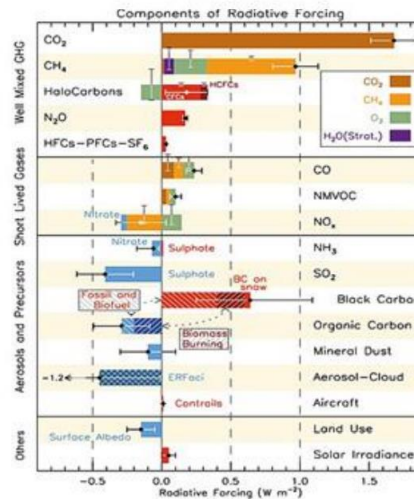 Components of Radiative Forcing
Well Mixed GHG
CO₂
CH₄
HaloCarbons
HCFCs
CFCs
N₂O
HFCs-PFCs-SF₆
CO₂
CH₄
O₃
H₂O(Strat.)
Short Lived Gases
CO
NMVOC
Nitrate
NOₓ
Aerosols and Precursors
Nitrate
Sulphate
NH₃
Sulphate
SO₂
BC on
snow
Fossil and
Biofuel
Black Carbo
Organic Carbon
Biomass
Burning
Mineral Dust
-1.2
ERFaci
Aerosol-Cloud
Contrails
Aircraft
Others
Land Use
Surface Albedo
Solar Irradiance
-0.5 0.0 0.5 1.0 1.5
Radiative Forcing (W m⁻²)